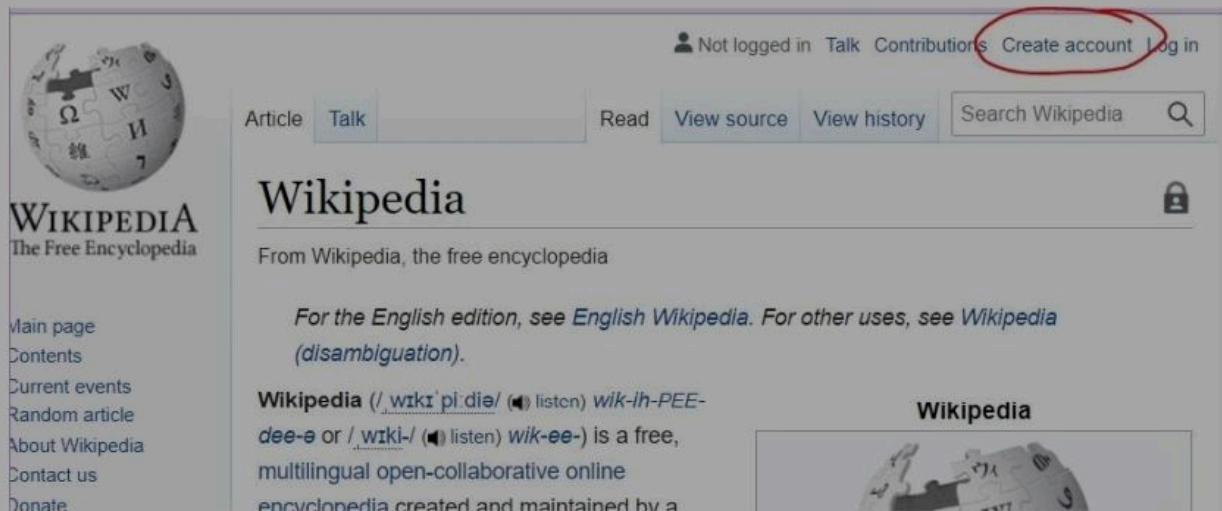 Not logged in Talk Contributions Create account Log in
Article Talk Read View source View history Search Wikipedia
WIKIPEDIA
The Free Encyclopedia
Wikipedia
From Wikipedia, the free encyclopedia
For the English edition, see English Wikipedia. For other uses, see Wikipedia
(disambiguation).
Main page
Contents
Current events
Random article
About Wikipedia
Contact us
Donate
Wikipedia (/ˌwɪkɪˈpiːdiə/ (listen) wik-ih-PEE-
dee-ə or /ˌwɪki-/ (listen) wik-ee-) is a free,
multilingual open-collaborative online
encyclopedia created and maintained by a
Wikipedia